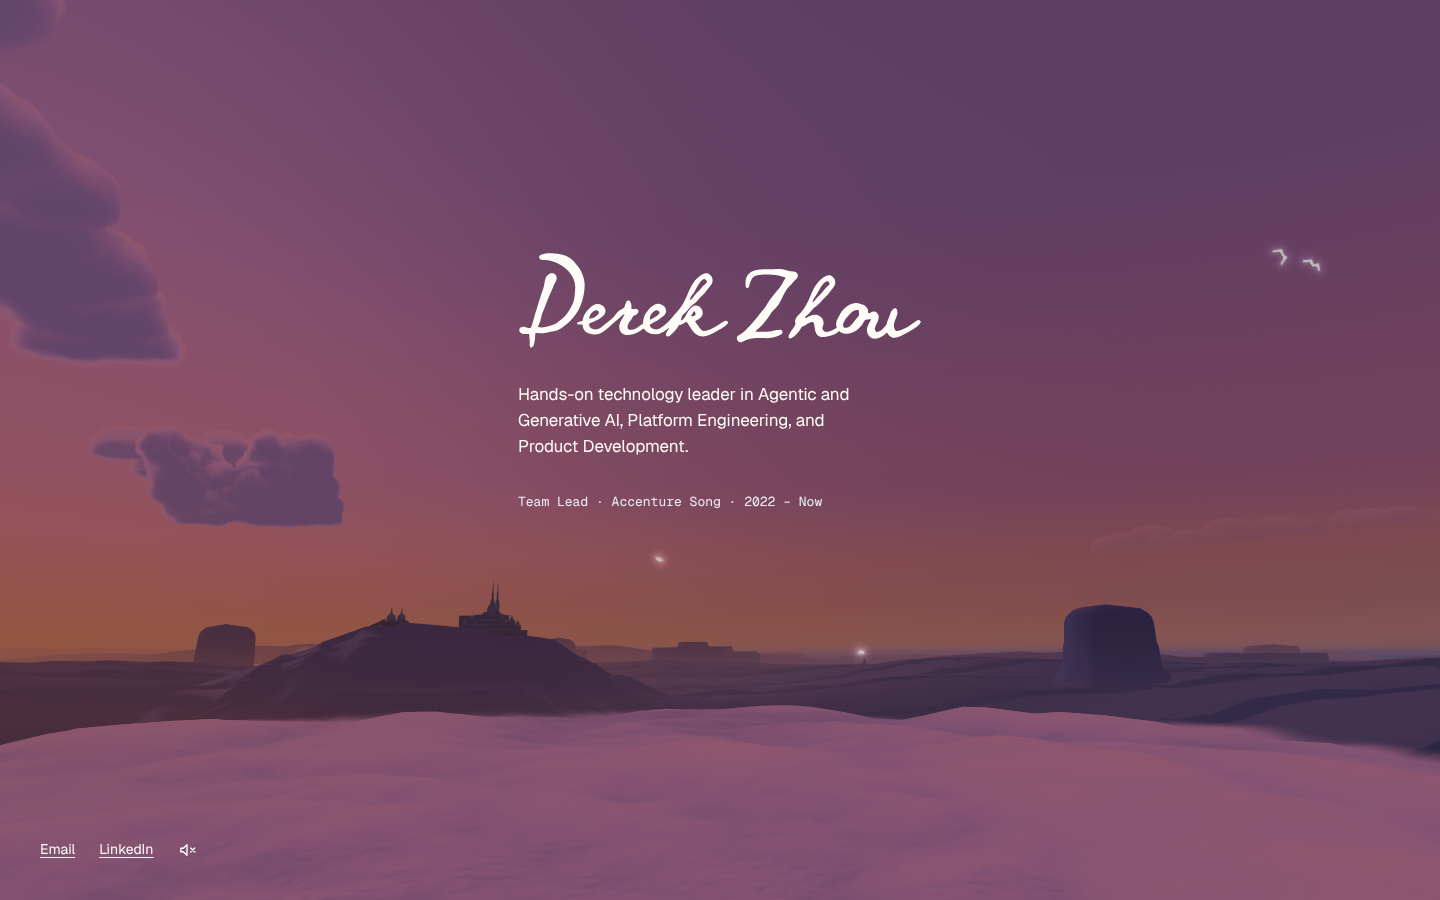 Derek Zhou
Hands-on technology leader in Agentic and
Generative AI, Platform Engineering, and
Product Development.
Team Lead · Accenture Song · 2022 – Now
Email LinkedIn